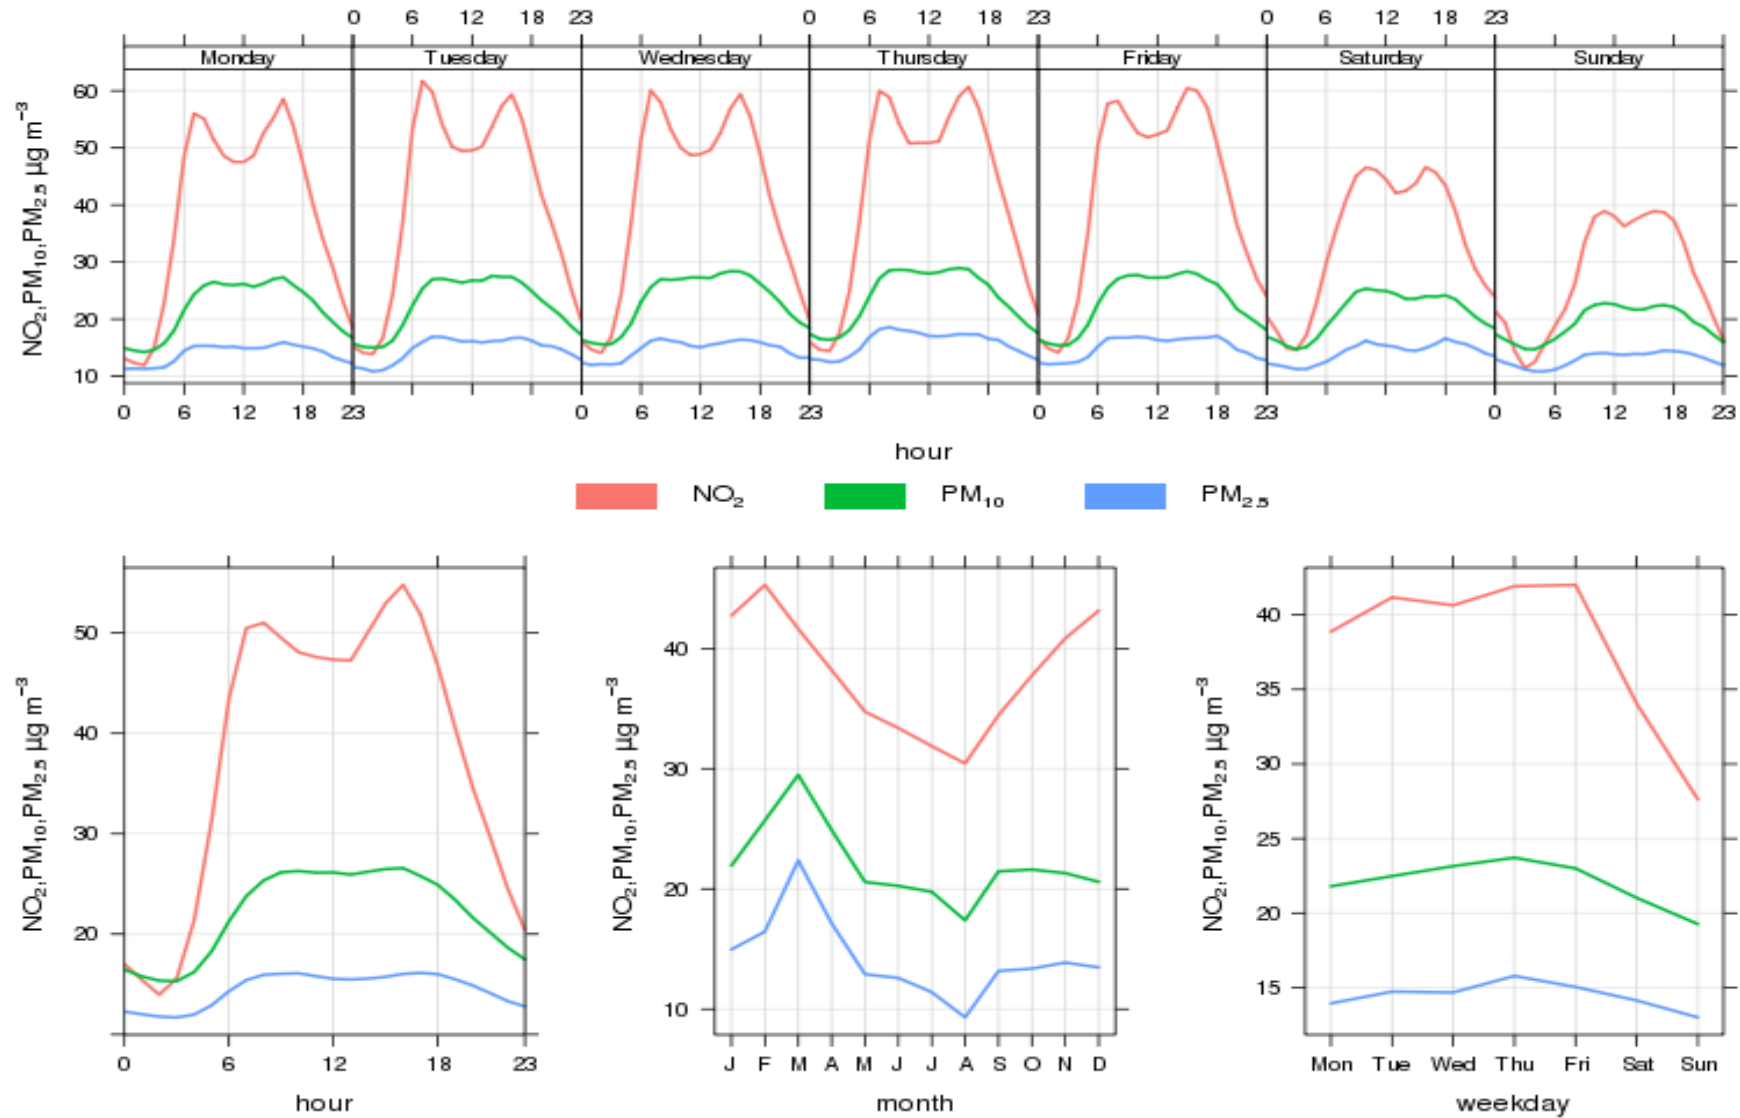 0 6 12 18 23 0 6 12 18 23 0 6 12 18 23
Monday Tuesday Wednesday Thursday Friday Saturday Sunday
NO₂,PM₁₀,PM₂.₅ µg m⁻³
60
50
40
30
20
10
0 6 12 18 23 0 6 12 18 23 0 6 12 18 23 0 6 12 18 23
hour
NO₂ PM₁₀ PM₂.₅
NO₂,PM₁₀,PM₂.₅ µg m⁻³
50
40
30
20
0 6 12 18 23
hour
NO₂,PM₁₀,PM₂.₅ µg m⁻³
40
30
20
10
J F M A M J J A S O N D
month
NO₂,PM₁₀,PM₂.₅ µg m⁻³
40
35
30
25
20
15
Mon Tue Wed Thu Fri Sat Sun
weekday